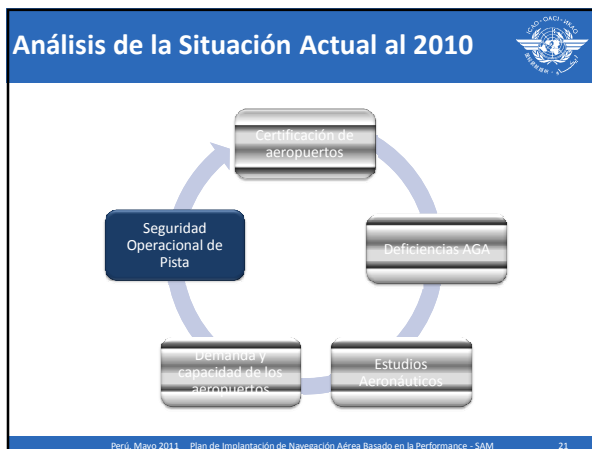 Análisis de la Situación Actual al 2010
Certificación de
aeropuertos
Deficiencias AGA
Estudios
Aeronáuticos
Demanda y
capacidad de los
aeropuertos
Seguridad
Operacional de
Pista
Perú, Mayo 2011 Plan de Implantación de Navegación Aérea Basado en la Performance - SAM 21